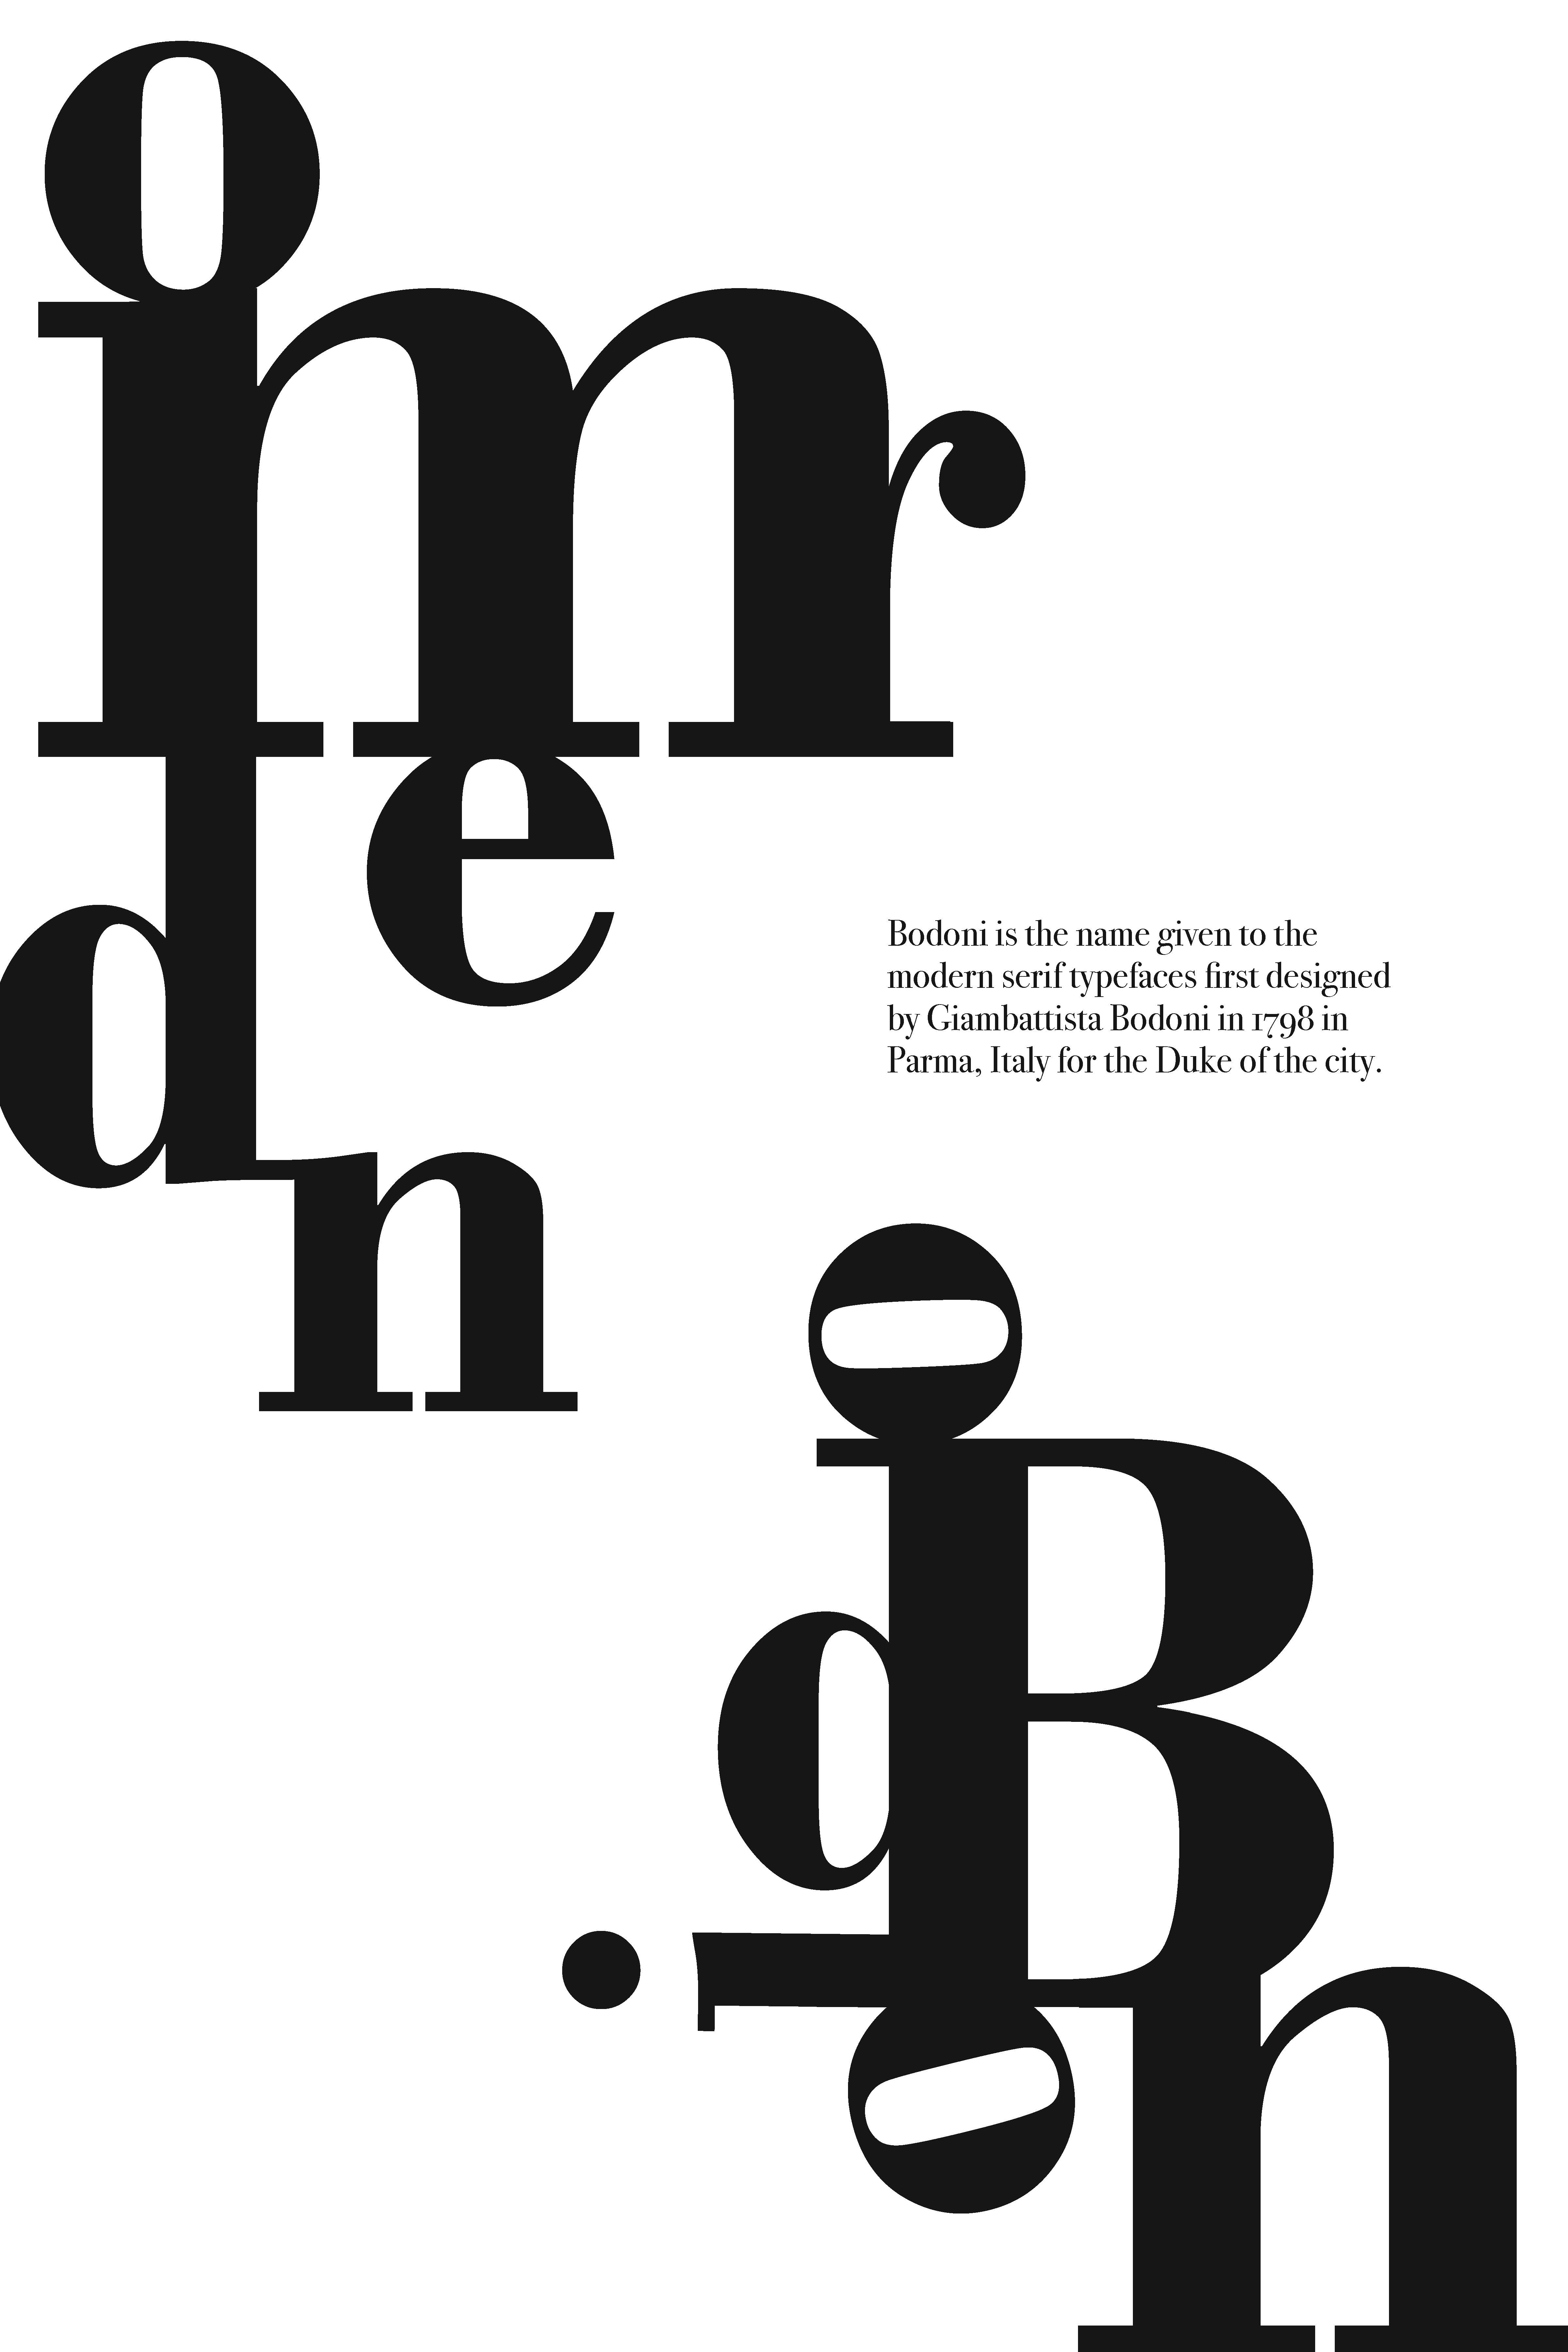 o
m r
d e
n
Bodoni is the name given to the
modern serif typefaces first designed
by Giambattista Bodoni in 1798 in
Parma, Italy for the Duke of the city.
o
B
d
i
o
n